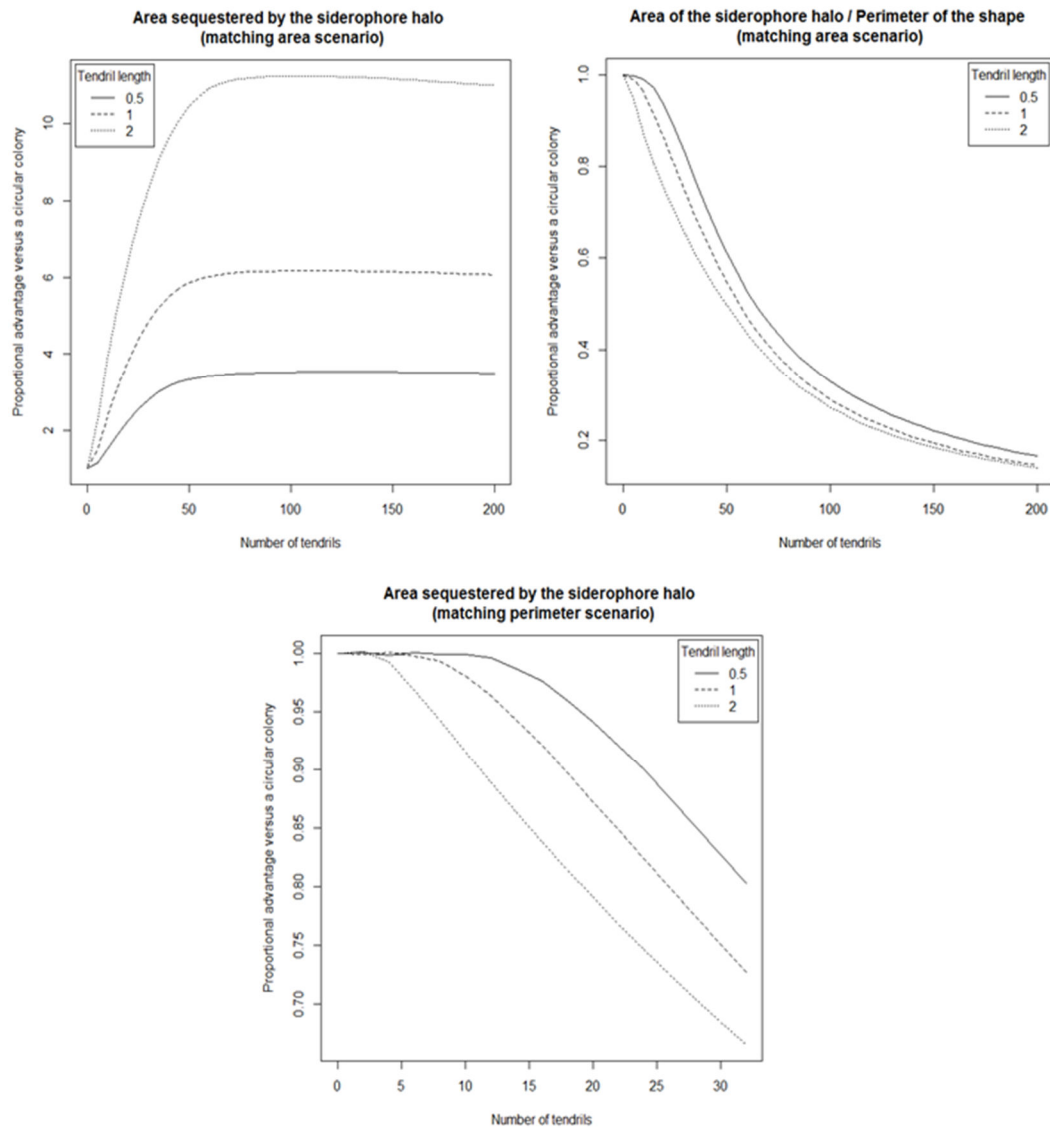 Area sequestered by the siderophore halo
(matching area scenario)
Proportional advantage versus a circular colony
10
8
6
4
2
Tendril length
0.5
1
2
0 50 100 150 200
Number of tendrils
Area of the siderophore halo / Perimeter of the shape
(matching area scenario)
Proportional advantage versus a circular colony
1.0
0.8
0.6
0.4
0.2
Tendril length
0.5
1
2
0 50 100 150 200
Number of tendrils
Area sequestered by the siderophore halo
(matching perimeter scenario)
Proportional advantage versus a circular colony
1.00
0.95
0.90
0.85
0.80
0.75
0.70
Tendril length
0.5
1
2
0 5 10 15 20 25 30
Number of tendrils